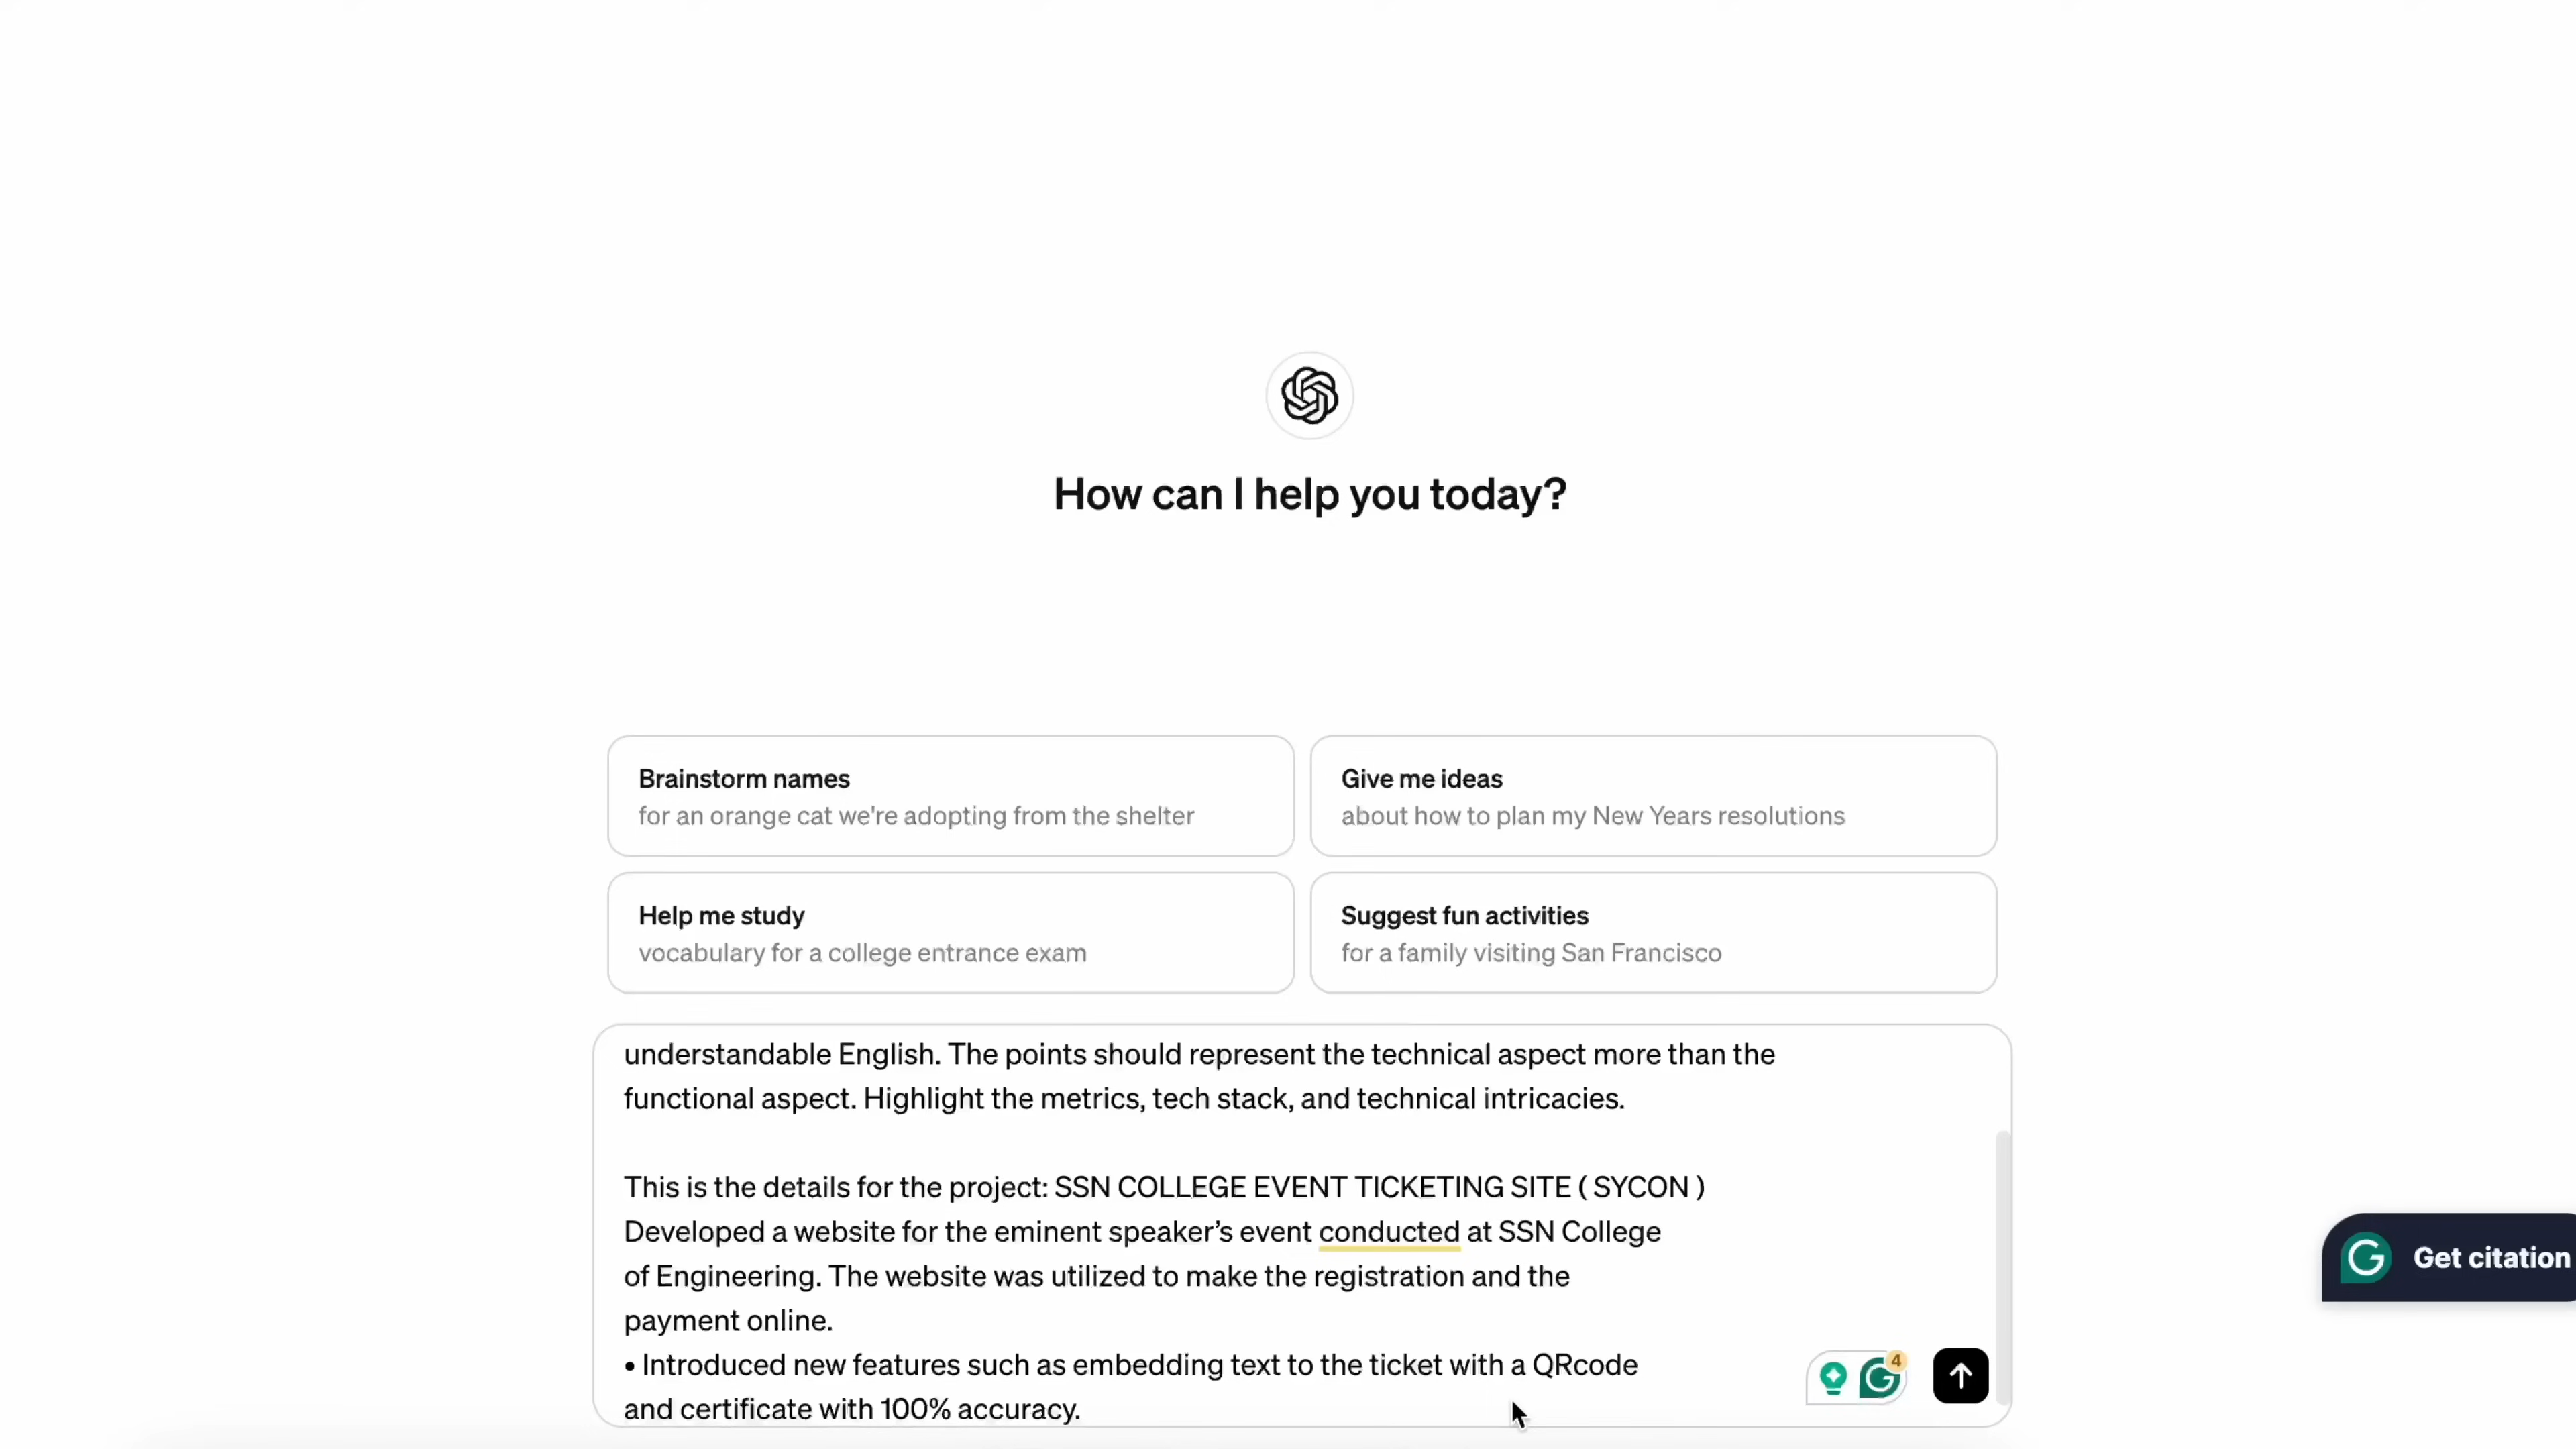 How can I help you today?
Brainstorm names
for an orange cat we're adopting from the shelter
Give me ideas
about how to plan my New Years resolutions
Help me study
vocabulary for a college entrance exam
Suggest fun activities
for a family visiting San Francisco
understandable English. The points should represent the technical aspect more than the
functional aspect. Highlight the metrics, tech stack, and technical intricacies.
This is the details for the project: SSN COLLEGE EVENT TICKETING SITE ( SYCON )
Developed a website for the eminent speaker’s event conducted at SSN College
of Engineering. The website was utilized to make the registration and the
payment online.
• Introduced new features such as embedding text to the ticket with a QRcode
and certificate with 100% accuracy.
4
Get citation